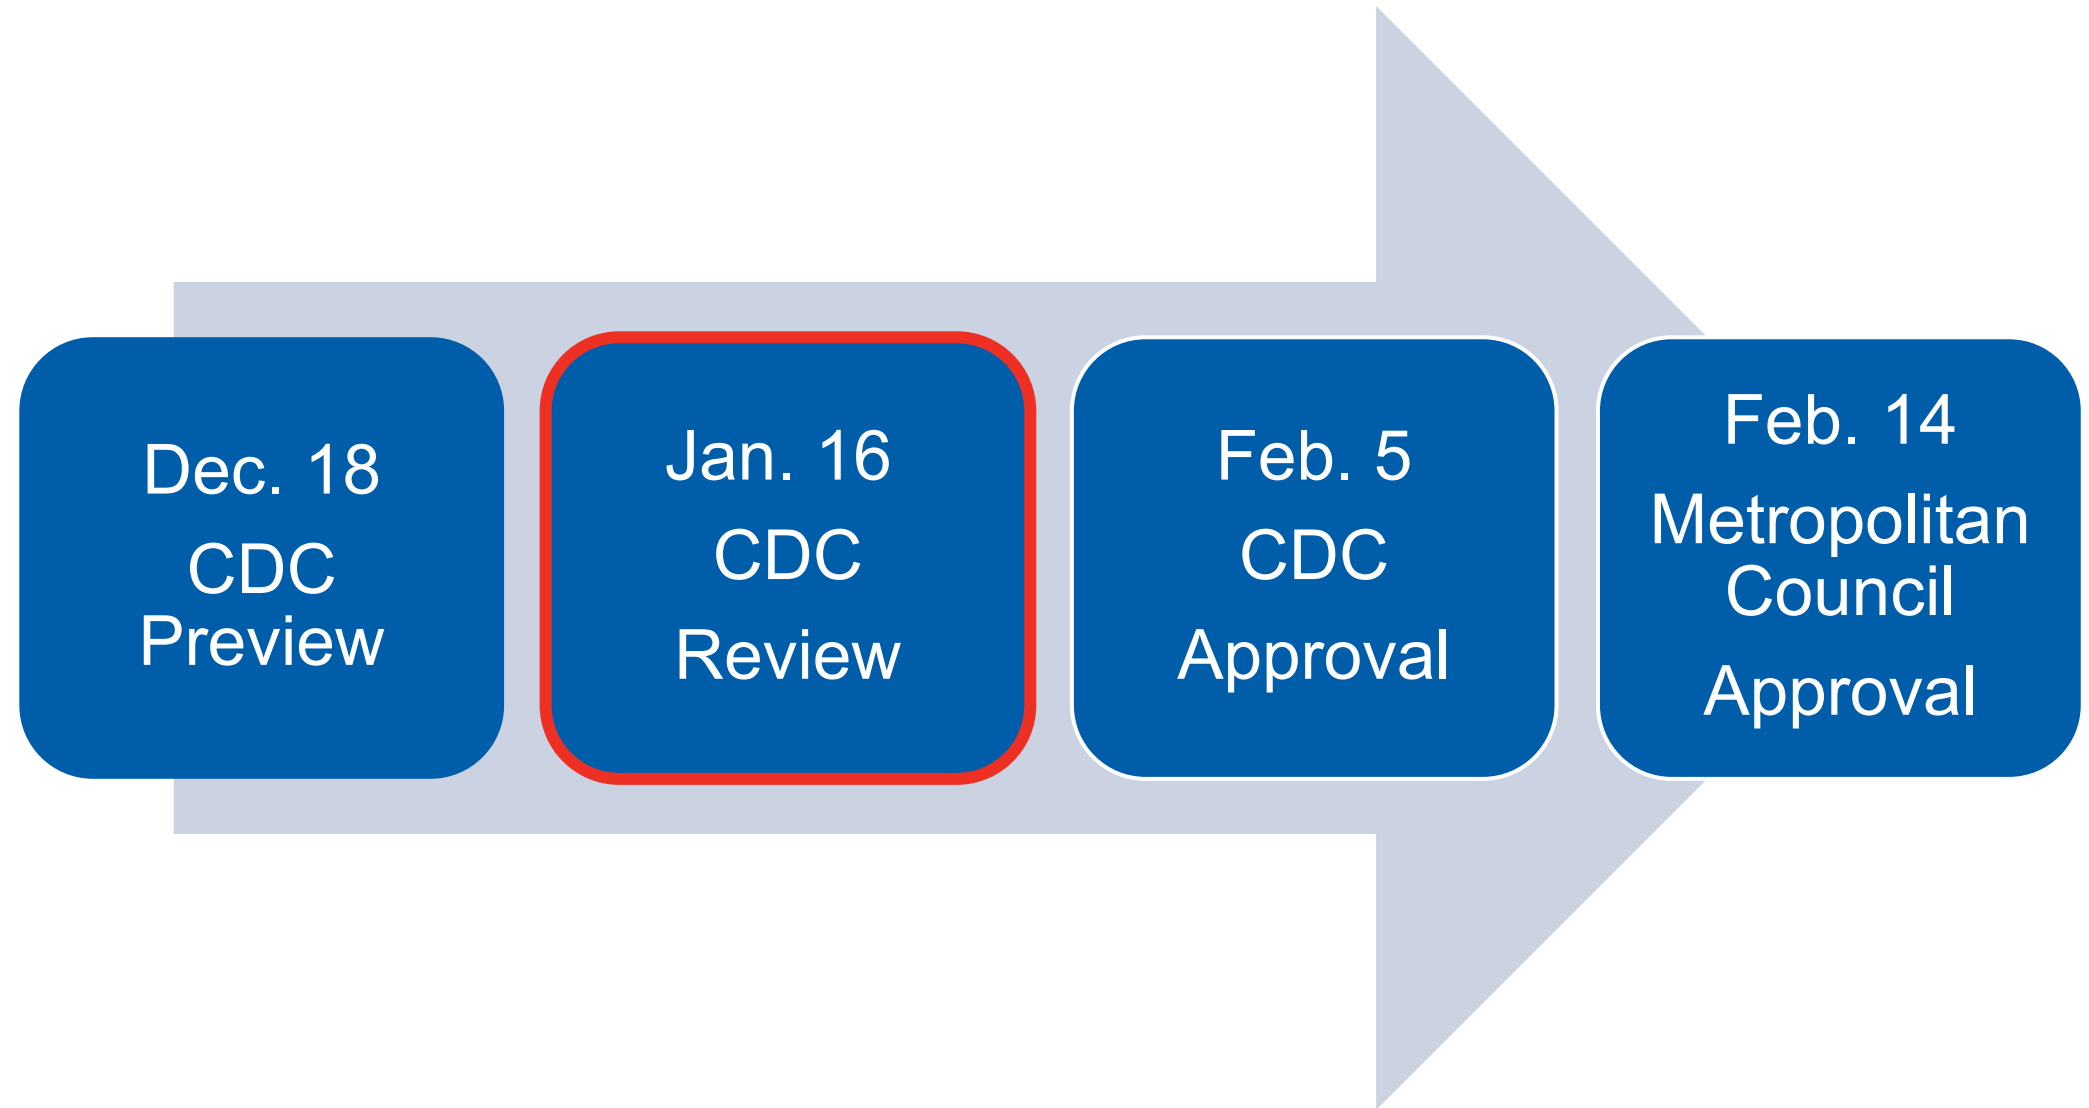 Dec. 18
CDC
Preview
Jan. 16
CDC
Review
Feb. 5
CDC
Approval
Feb. 14
Metropolitan
Council
Approval